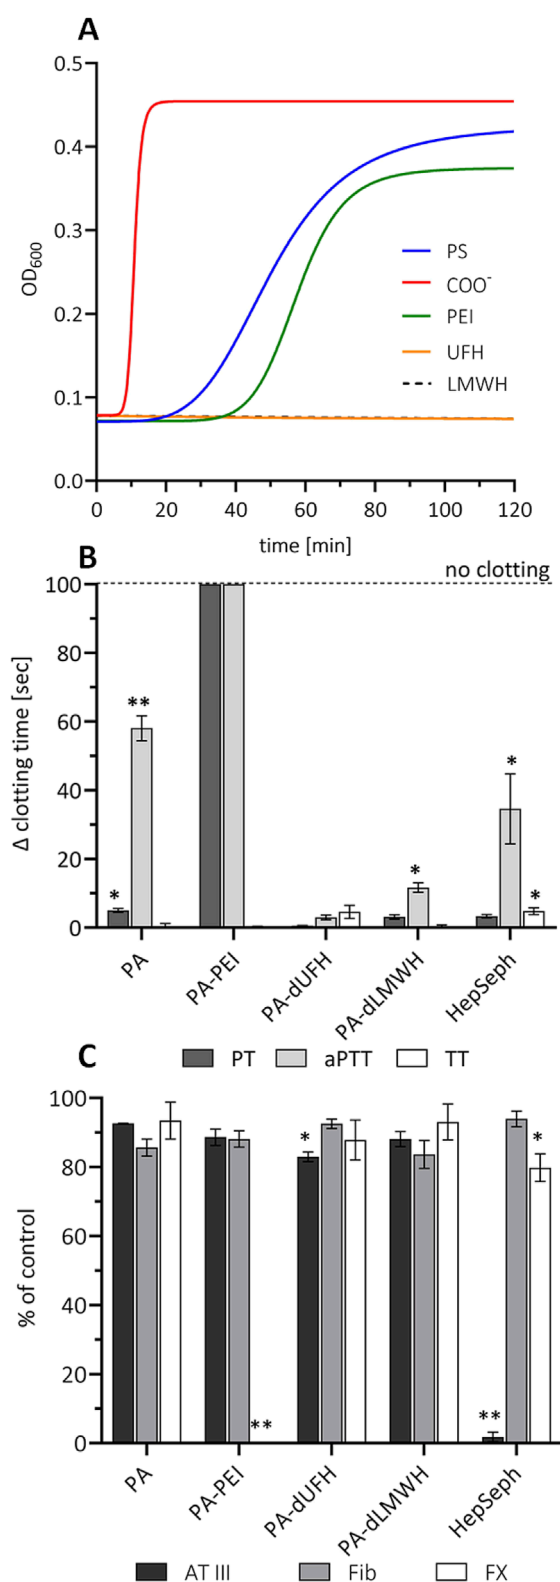 A
0.5
0.4
0.3
0.2
0.1
0.0
OD600
PS
COO-
PEI
UFH
LMWH
0 20 40 60 80 100 120
time [min]
B
no clotting
100
80
60
40
20
0
Δ clotting time [sec]
* ** * * *
PA PA-PEI PA-dUFH PA-dLMWH HepSeph
PT aPTT TT
C
100
80
60
40
20
0
% of control
** * ** *
PA PA-PEI PA-dUFH PA-dLMWH HepSeph
AT III Fib FX